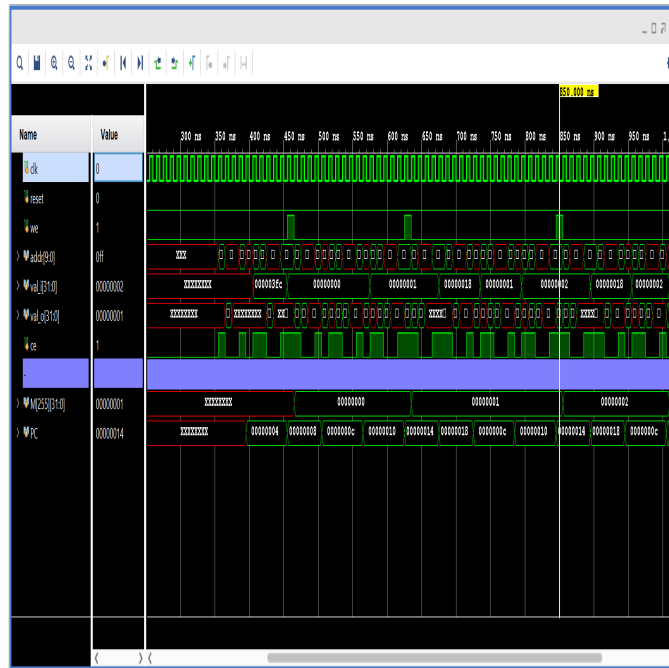 850.000 ns
Name Value
300 ns 350 ns 400 ns 450 ns 500 ns 550 ns 600 ns 650 ns 700 ns 750 ns 800 ns 850 ns 900 ns 950 ns
clk 0
reset 0
we 1
addr[9:0] 0ff XXX
val_i[31:0] 00000002 XXXXXXXX 000003fc 00000000 00000001 00000018 00000001 00000002 00000018 00000002
val_o[31:0] 00000001 XXXXXXXX XXXXXXXX
ce 1
M[255][31:0] 00000001 XXXXXXXX 00000000 00000001 00000002
PC 00000014 XXXXXXXX 00000004 00000008 0000000c 00000010 00000014 00000018 0000000c 00000010 00000014 00000018 0000000c